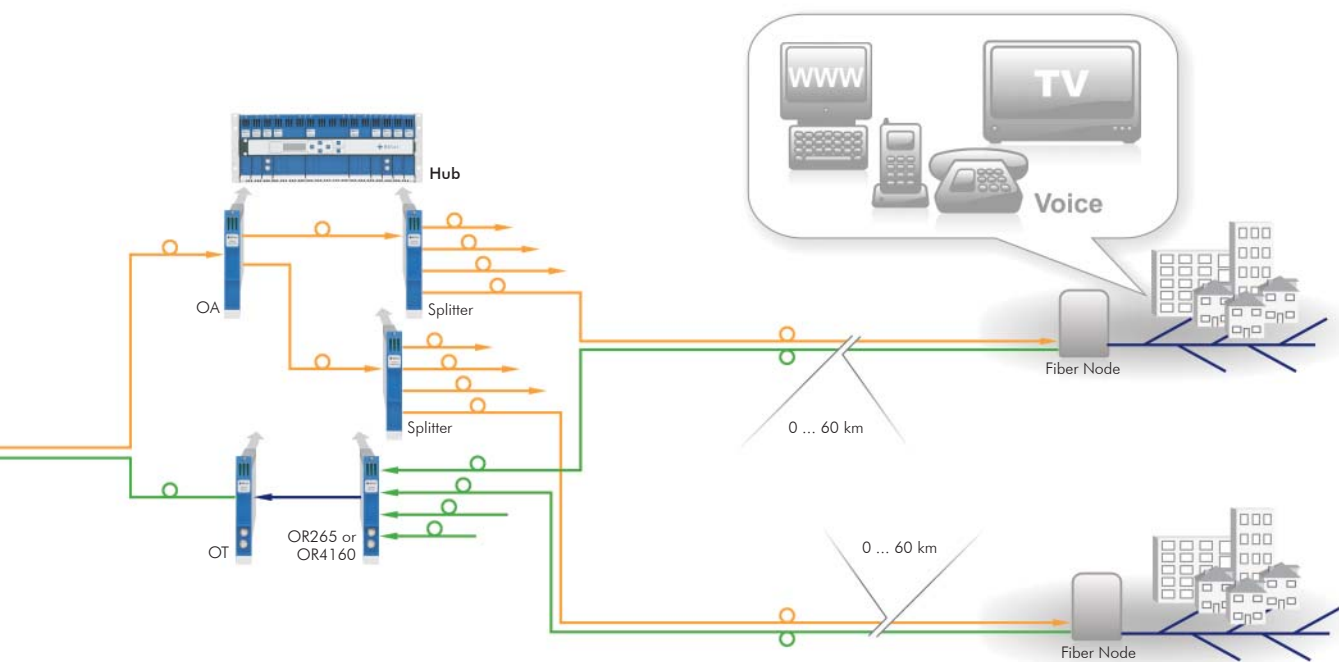 WWW
TV
Voice
Hub
OA
Splitter
Splitter
Fiber Node
0 ... 60 km
OT
OR265 or
OR4160
0 ... 60 km
Fiber Node